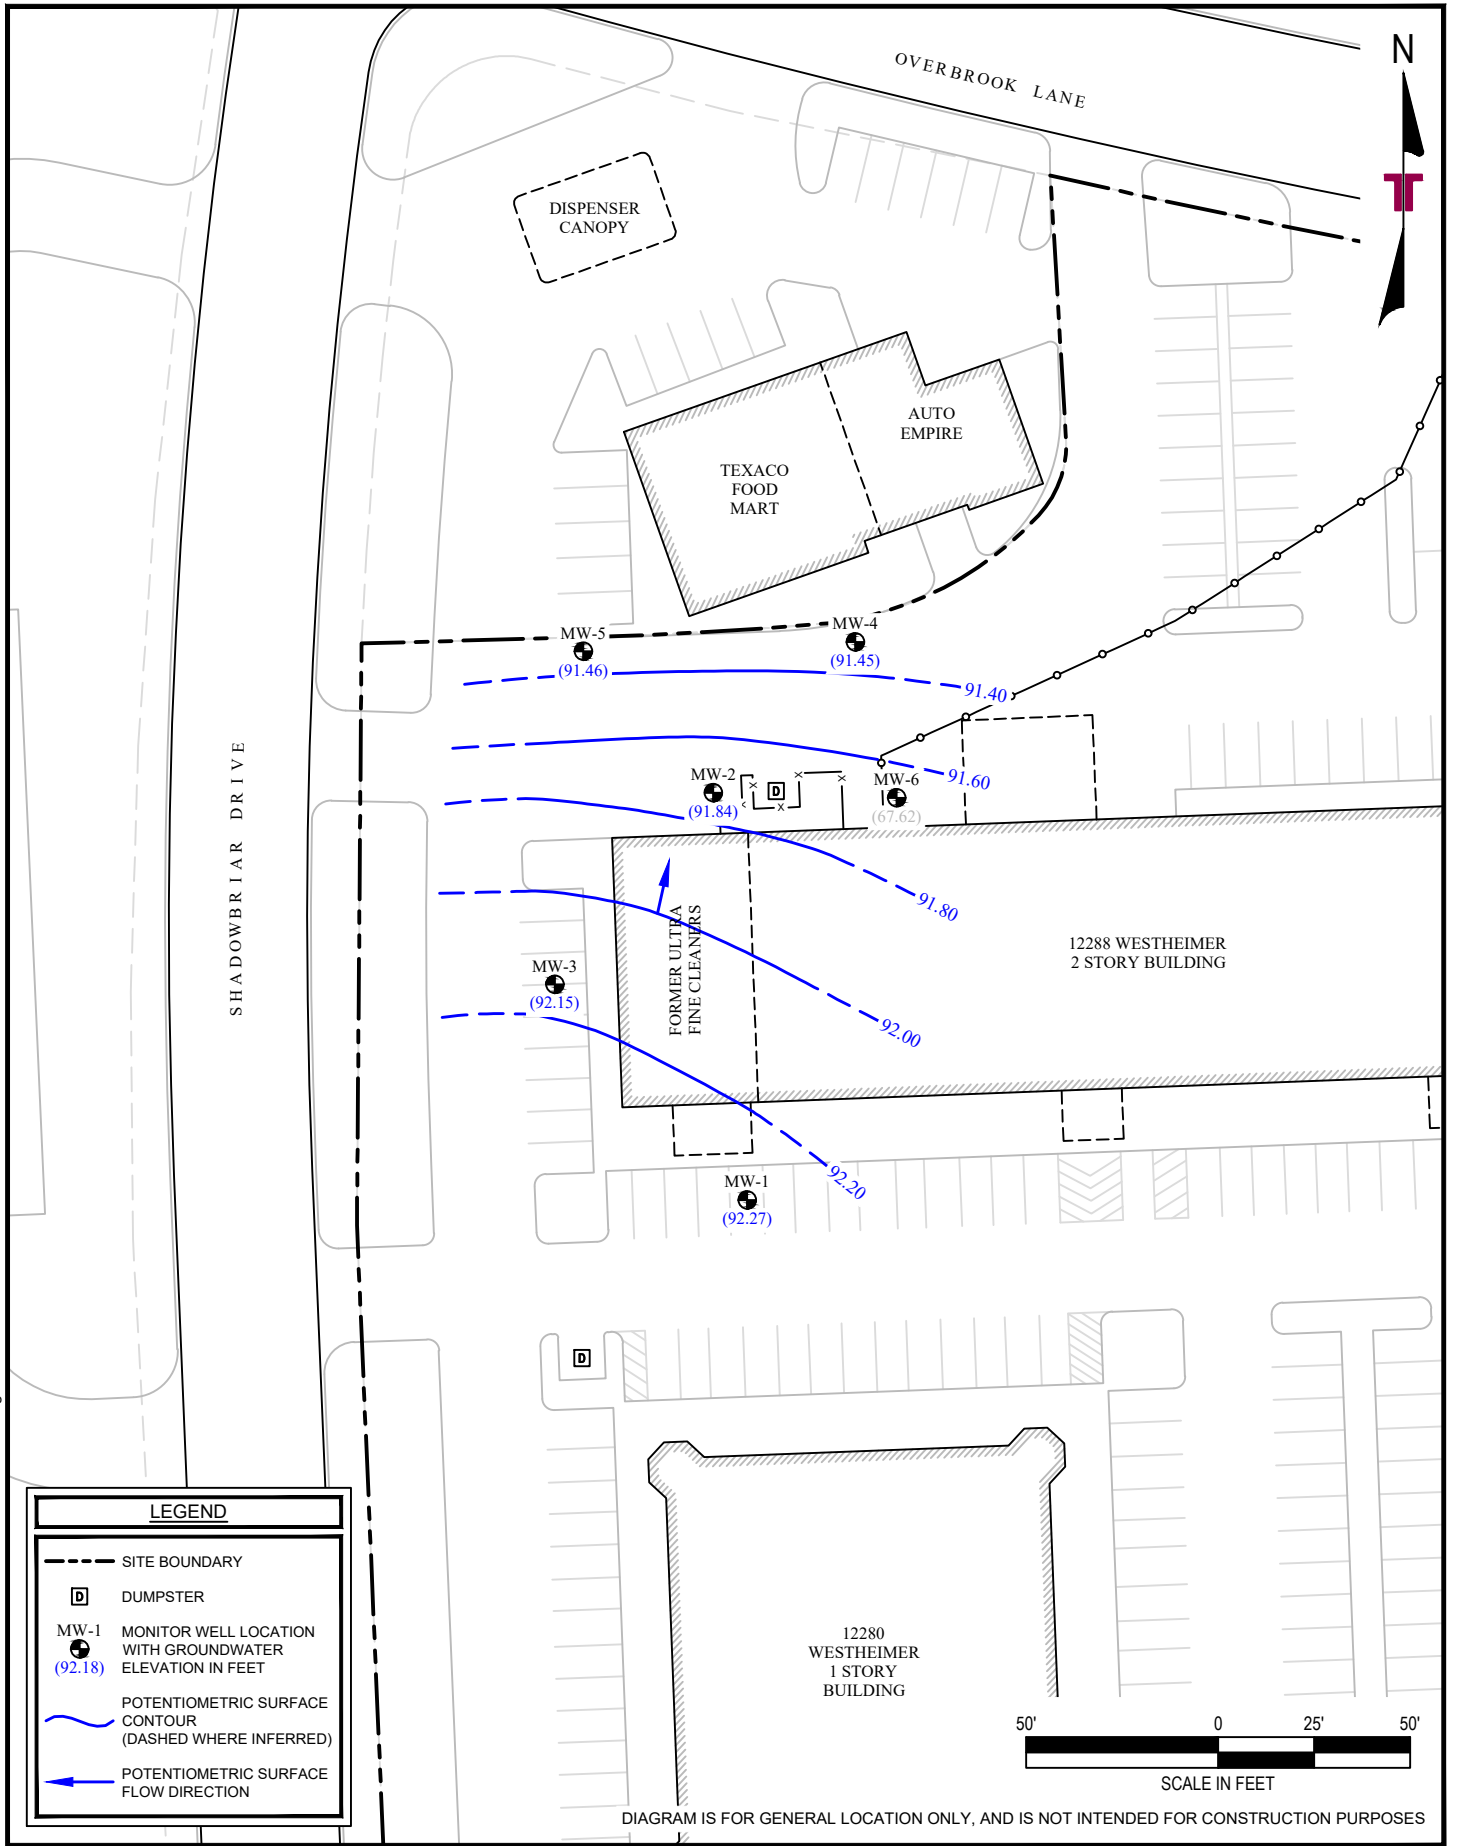 OVERBROOK LANE
N
DISPENSER
CANOPY
AUTO
EMPIRE
TEXACO
FOOD
MART
MW-5
(91.46)
MW-4
(91.45)
91.40
SHADOWBRIAR DRIVE
91.60
MW-2
(91.84)
D
MW-6
(67.62)
91.80
FORMER ULTRA
FINE CLEANERS
12288 WESTHEIMER
2 STORY BUILDING
MW-3
(92.15)
92.00
92.20
MW-1
(92.27)
D
12280
WESTHEIMER
1 STORY
BUILDING
LEGEND
SITE BOUNDARY
D DUMPSTER
MW-1
(92.18)
MONITOR WELL LOCATION
WITH GROUNDWATER
ELEVATION IN FEET
POTENTIOMETRIC SURFACE
CONTOUR
(DASHED WHERE INFERRED)
POTENTIOMETRIC SURFACE
FLOW DIRECTION
50' 0 25' 50'
SCALE IN FEET
DIAGRAM IS FOR GENERAL LOCATION ONLY, AND IS NOT INTENDED FOR CONSTRUCTION PURPOSES